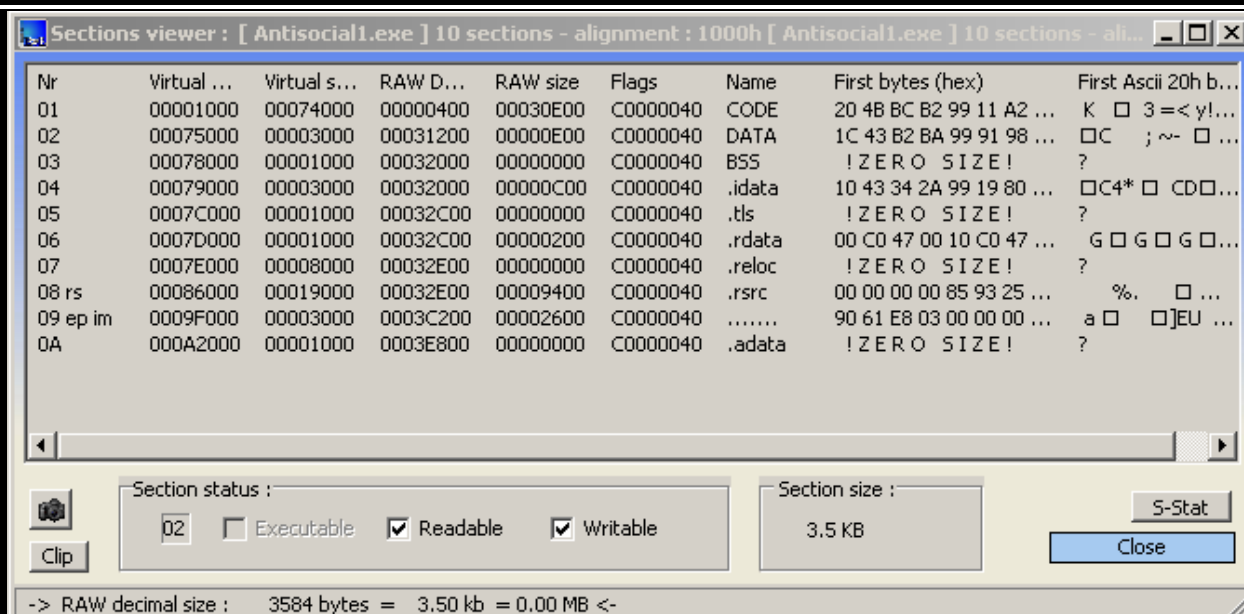 Sections viewer : [ Antisocial1.exe ] 10 sections - alignment : 1000h [ Antisocial1.exe ] 10 sections - ali...
Nr Virtual ... Virtual s... RAW D... RAW size Flags Name First bytes (hex) First Ascii 20h b...
01 00001000 00074000 00000400 00030E00 C0000040 CODE 20 4B BC B2 99 11 A2 ... K □ 3 =< y!...
02 00075000 00003000 00031200 00000E00 C0000040 DATA 1C 43 B2 BA 99 91 98 ... □C ; ~- □ ...
03 00078000 00001000 00032000 00000000 C0000040 BSS !ZERO SIZE! ?
04 00079000 00003000 00032000 00000C00 C0000040 .idata 10 43 34 2A 99 19 80 ... □C4* □ CD□...
05 0007C000 00001000 00032C00 00000000 C0000040 .tls !ZERO SIZE! ?
06 0007D000 00001000 00032C00 00000200 C0000040 .rdata 00 C0 47 00 10 C0 47 ... G □ G □ G □...
07 0007E000 00008000 00032E00 00000000 C0000040 .reloc !ZERO SIZE! ?
08 rs 00086000 00019000 00032E00 00009400 C0000040 .rsrc 00 00 00 00 85 93 25 ... %. □ ...
09 ep im 0009F000 00003000 0003C200 00002600 C0000040 ....... 90 61 E8 03 00 00 00 ... a □ □]EU ...
0A 000A2000 00001000 0003E800 00000000 C0000040 .adata !ZERO SIZE! ?
Section status :
02 Executable Readable Writable
Section size :
3.5 KB
S-Stat
Clip
Close
-> RAW decimal size : 3584 bytes = 3.50 kb = 0.00 MB <-